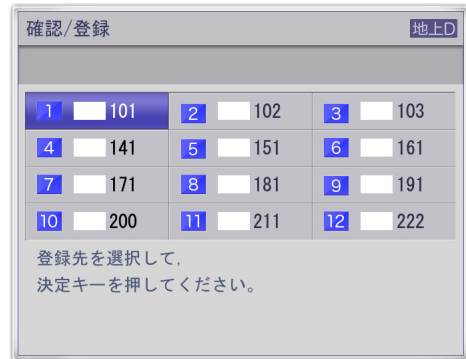 確認/登録 地上D
1 101 2 102 3 103
4 141 5 151 6 161
7 171 8 181 9 191
10 200 11 211 12 222
登録先を選択して,
決定キーを押してください。